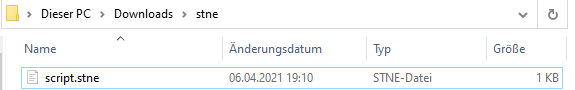 Dieser PC > Downloads > stne
Name Änderungsdatum Typ Größe
script.stne 06.04.2021 19:10 STNE-Datei 1 KB